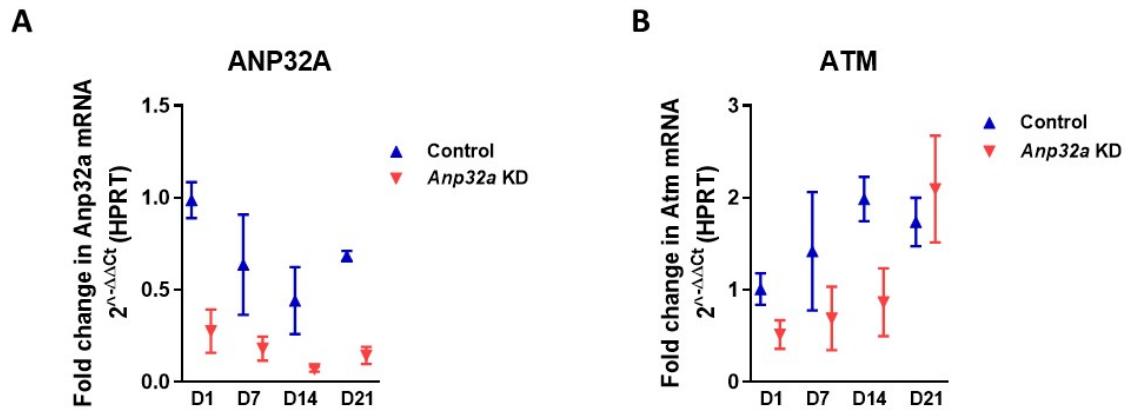 A
ANP32A
Fold change in Anp32a mRNA
2^-ΔΔCt (HPRT)
1.5
1.0
0.5
0.0
D1 D7 D14 D21
Control
Anp32a KD
B
ATM
Fold change in Atm mRNA
2^-ΔΔCt (HPRT)
3
2
1
0
D1 D7 D14 D21
Control
Anp32a KD